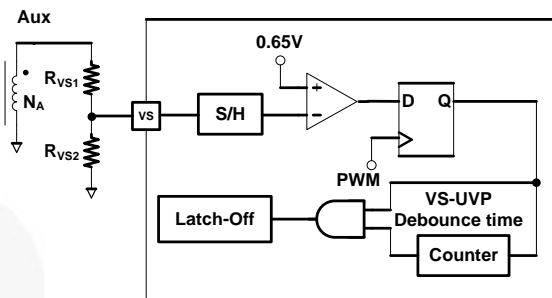 Aux
0.65V
RVS1
NA
VS
S/H
+
−
D Q
RVS2
PWM
VS-UVP
Debounce time
Latch-Off
Counter